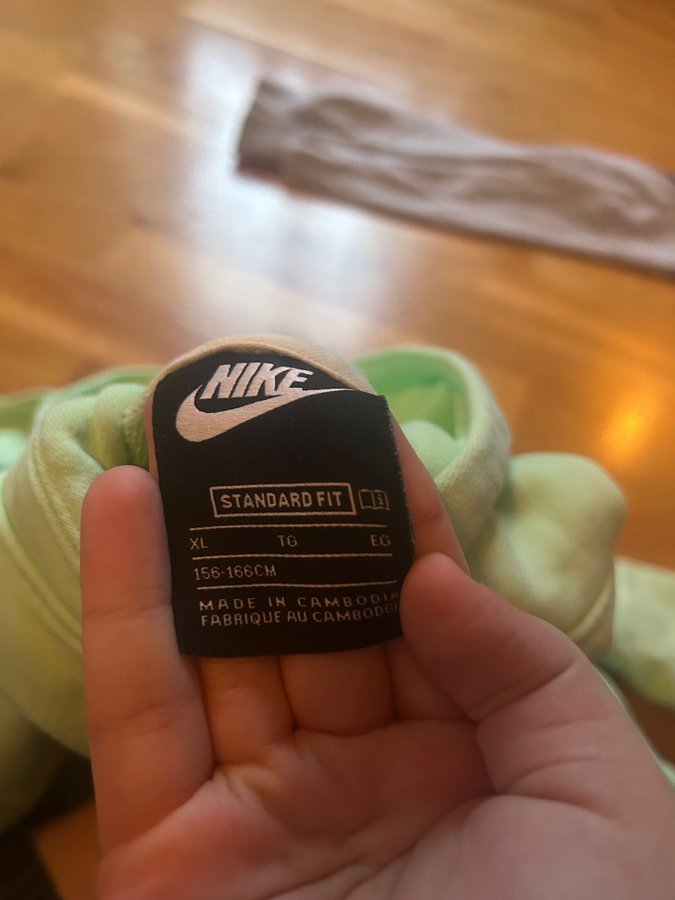 NIKE
STANDARD FIT
XL TG EG
156-166CM
MADE IN CAMBODIA
FABRIQUE AU CAMBODGE